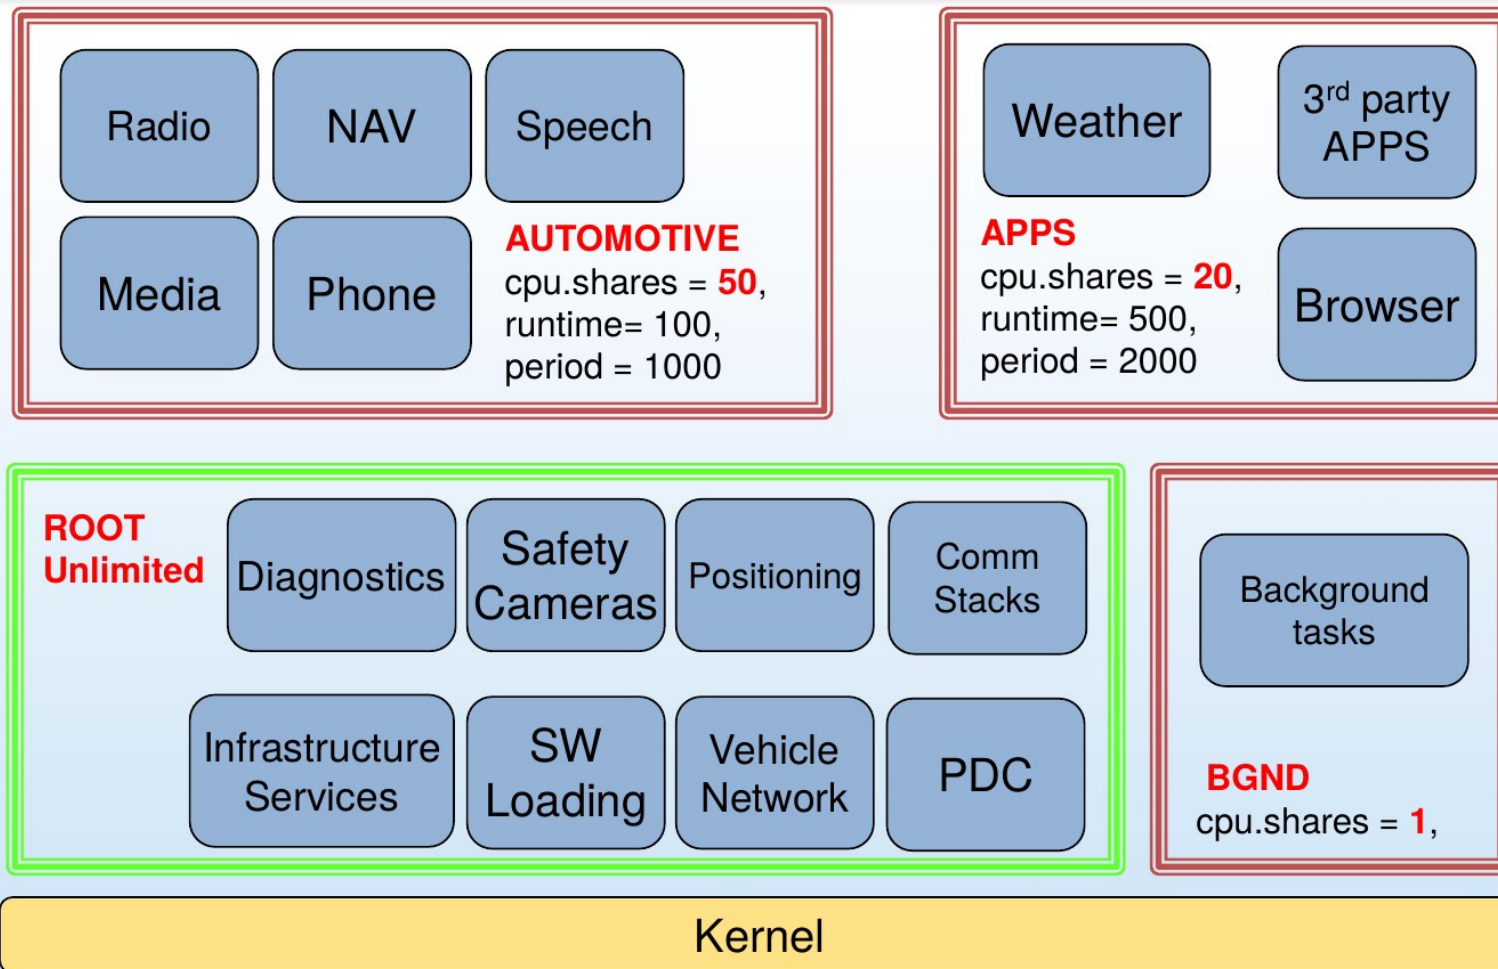 Radio
NAV
Speech
Media
Phone
AUTOMOTIVE
cpu.shares = 50,
runtime= 100,
period = 1000
Weather
3rd party
APPS
APPS
cpu.shares = 20,
runtime= 500,
period = 2000
Browser
ROOT
Unlimited
Diagnostics
Safety
Cameras
Positioning
Comm
Stacks
Infrastructure
Services
SW
Loading
Vehicle
Network
PDC
Background
tasks
BGND
cpu.shares = 1,
Kernel